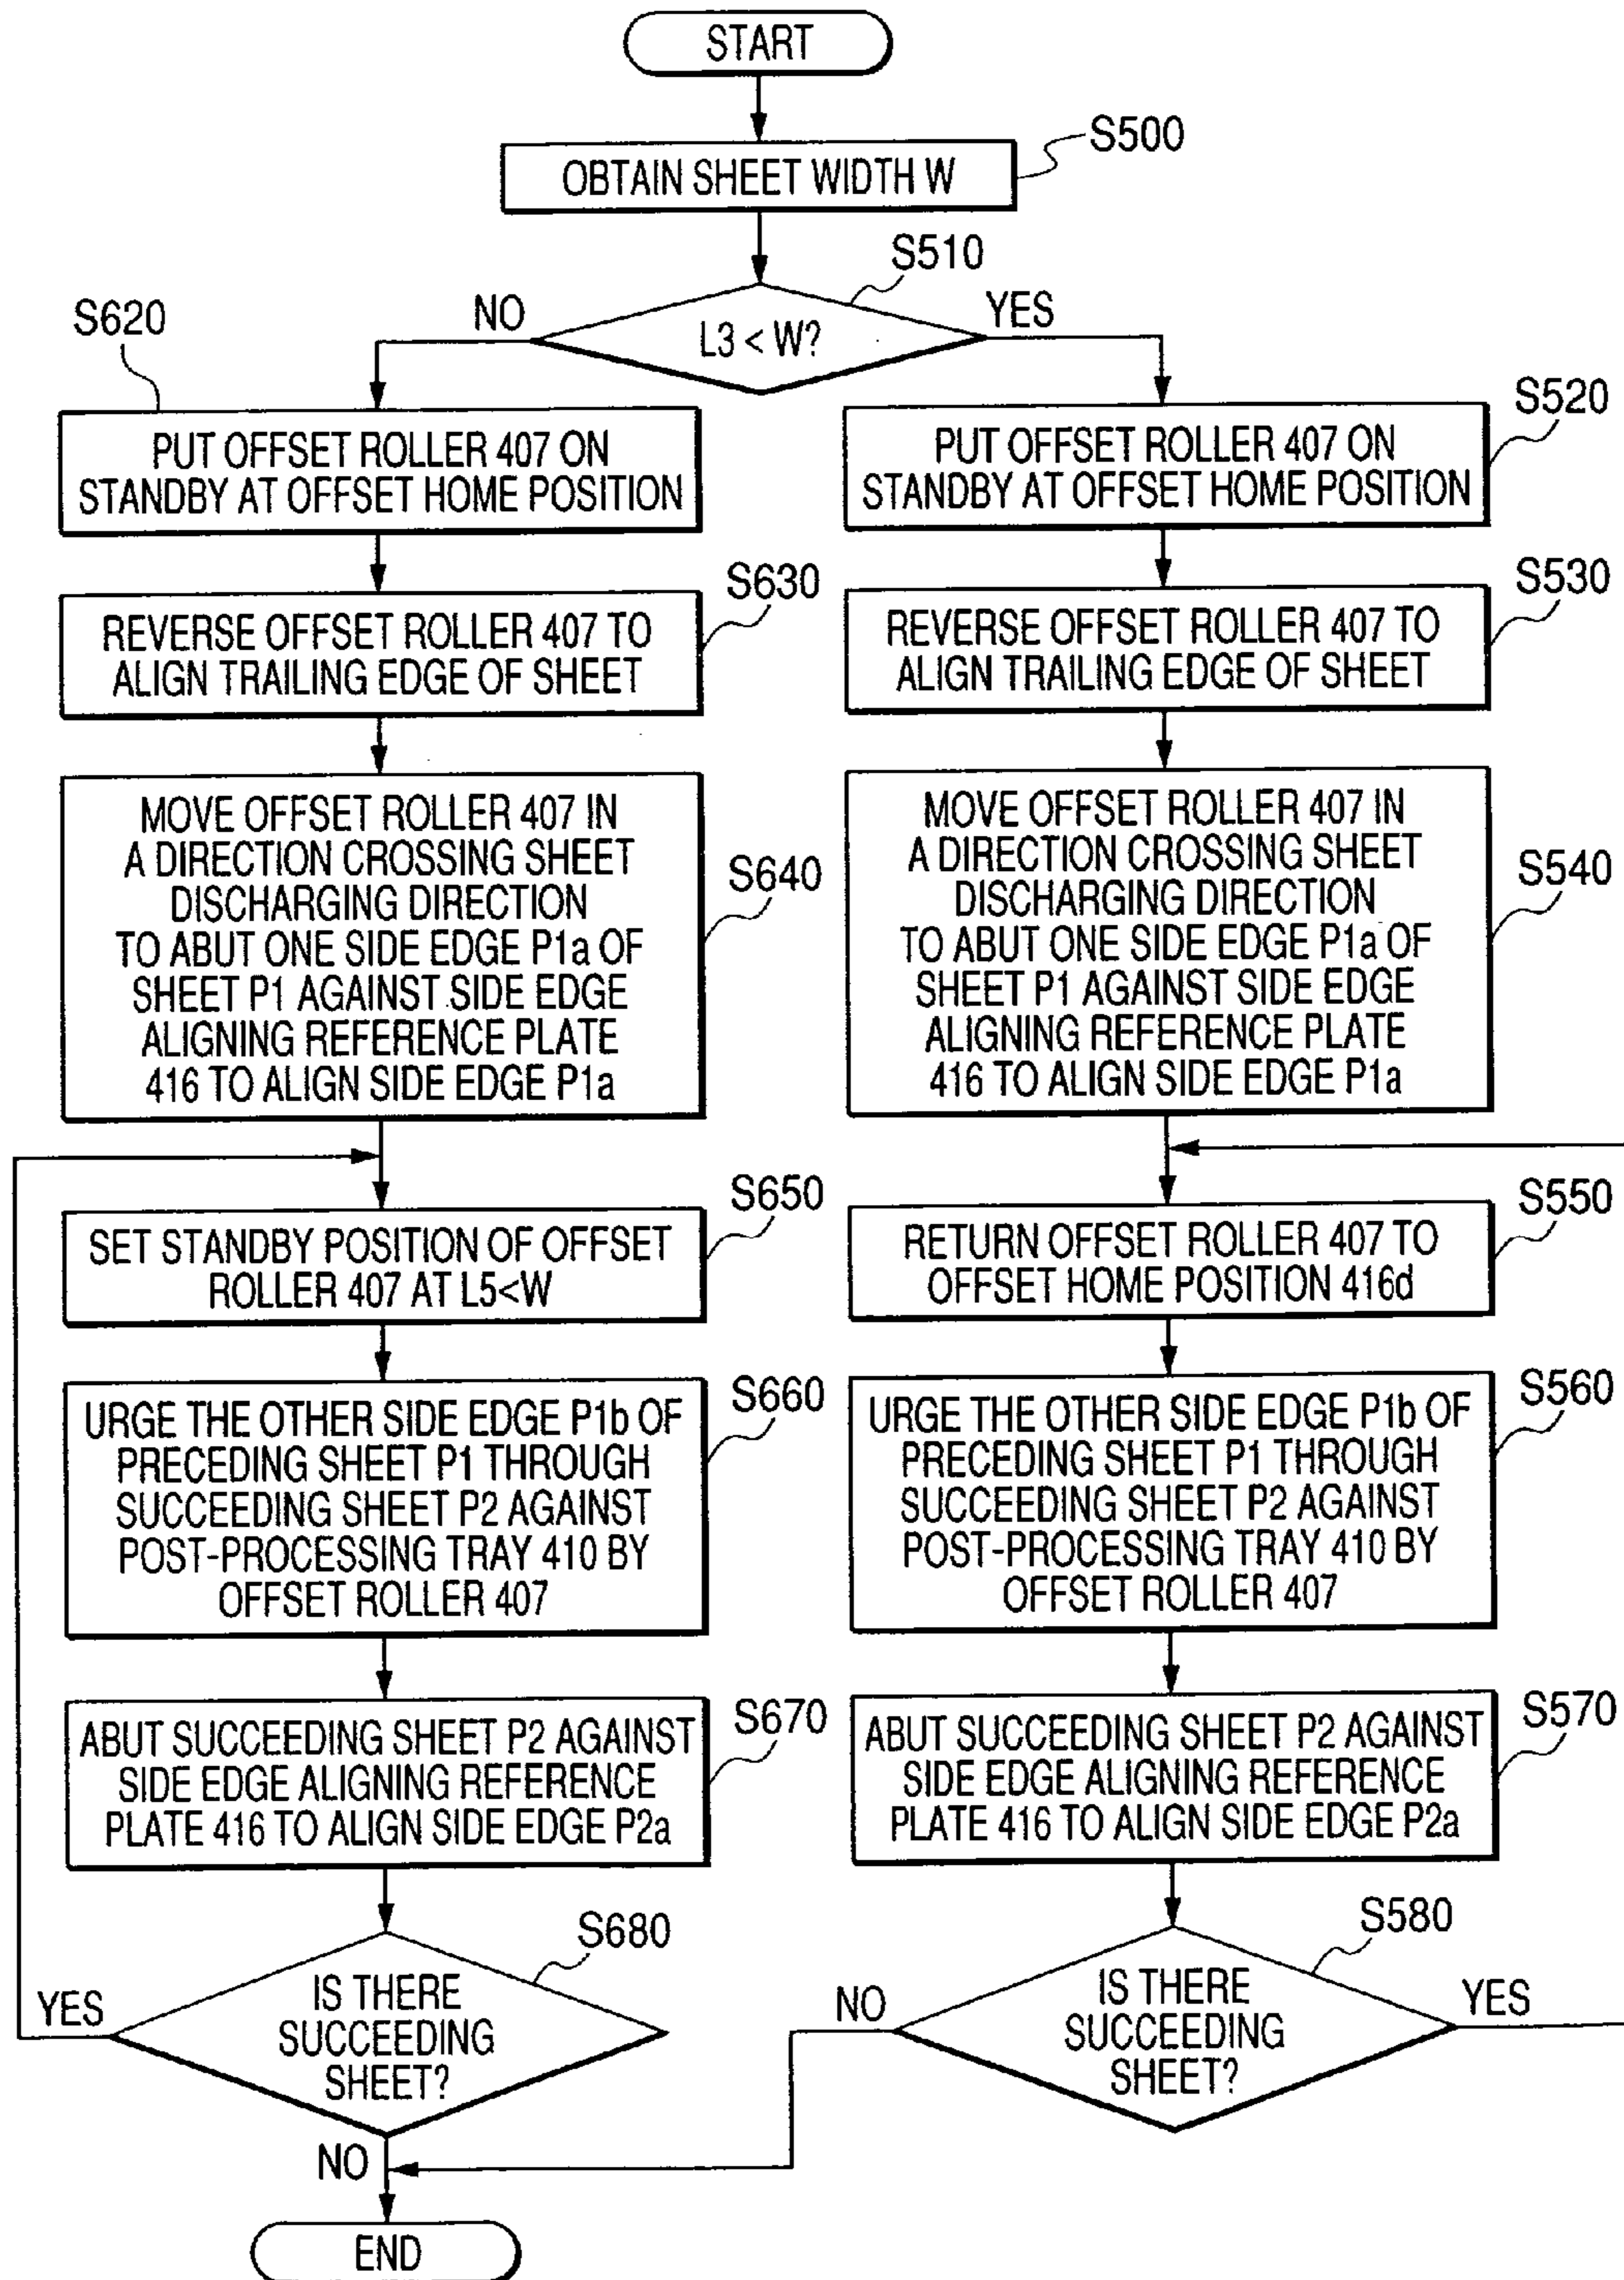 START
OBTAIN SHEET WIDTH W
S500
S510
L3 < W?
NO
YES
S620
PUT OFFSET ROLLER 407 ON
STANDBY AT OFFSET HOME POSITION
S630
REVERSE OFFSET ROLLER 407 TO
ALIGN TRAILING EDGE OF SHEET
MOVE OFFSET ROLLER 407 IN
A DIRECTION CROSSING SHEET
DISCHARGING DIRECTION
TO ABUT ONE SIDE EDGE P1a OF
SHEET P1 AGAINST SIDE EDGE
ALIGNING REFERENCE PLATE
416 TO ALIGN SIDE EDGE P1a
S640
S650
SET STANDBY POSITION OF OFFSET
ROLLER 407 AT L5<W
S660
URGE THE OTHER SIDE EDGE P1b OF
PRECEDING SHEET P1 THROUGH
SUCCEEDING SHEET P2 AGAINST
POST-PROCESSING TRAY 410 BY
OFFSET ROLLER 407
S670
ABUT SUCCEEDING SHEET P2 AGAINST
SIDE EDGE ALIGNING REFERENCE
PLATE 416 TO ALIGN SIDE EDGE P2a
S680
IS THERE
SUCCEEDING
SHEET?
YES
NO
S520
PUT OFFSET ROLLER 407 ON
STANDBY AT OFFSET HOME POSITION
S530
REVERSE OFFSET ROLLER 407 TO
ALIGN TRAILING EDGE OF SHEET
MOVE OFFSET ROLLER 407 IN
A DIRECTION CROSSING SHEET
DISCHARGING DIRECTION
TO ABUT ONE SIDE EDGE P1a OF
SHEET P1 AGAINST SIDE EDGE
ALIGNING REFERENCE PLATE
416 TO ALIGN SIDE EDGE P1a
S540
S550
RETURN OFFSET ROLLER 407 TO
OFFSET HOME POSITION 416d
S560
URGE THE OTHER SIDE EDGE P1b OF
PRECEDING SHEET P1 THROUGH
SUCCEEDING SHEET P2 AGAINST
POST-PROCESSING TRAY 410 BY
OFFSET ROLLER 407
S570
ABUT SUCCEEDING SHEET P2 AGAINST
SIDE EDGE ALIGNING REFERENCE
PLATE 416 TO ALIGN SIDE EDGE P2a
S580
IS THERE
SUCCEEDING
SHEET?
NO
YES
END